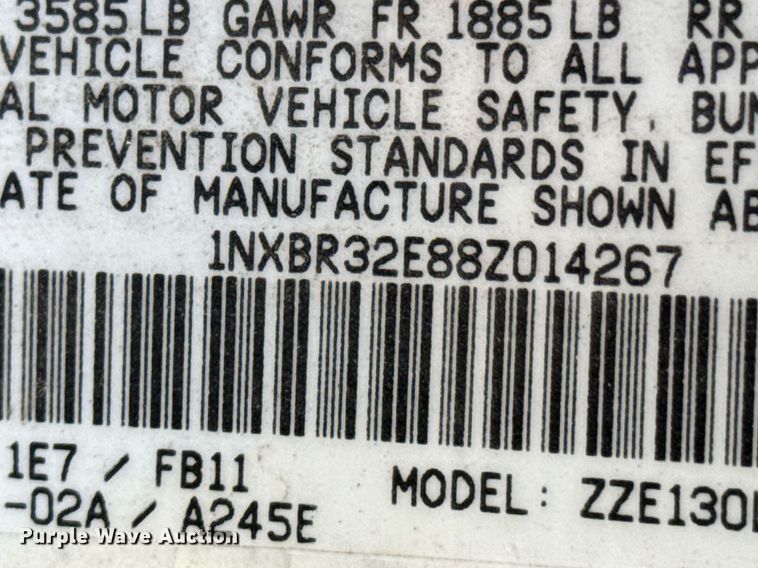 3585LB GAWR FR 1885LB RR
VEHICLE CONFORMS TO ALL APP
AL MOTOR VEHICLE SAFETY, BUM
PREVENTION STANDARDS IN EF
ATE OF MANUFACTURE SHOWN AB
1NXBR32E88Z014267
1E7 / FB11
MODEL: ZZE130
-02A / A245E
Purple Wave Auction